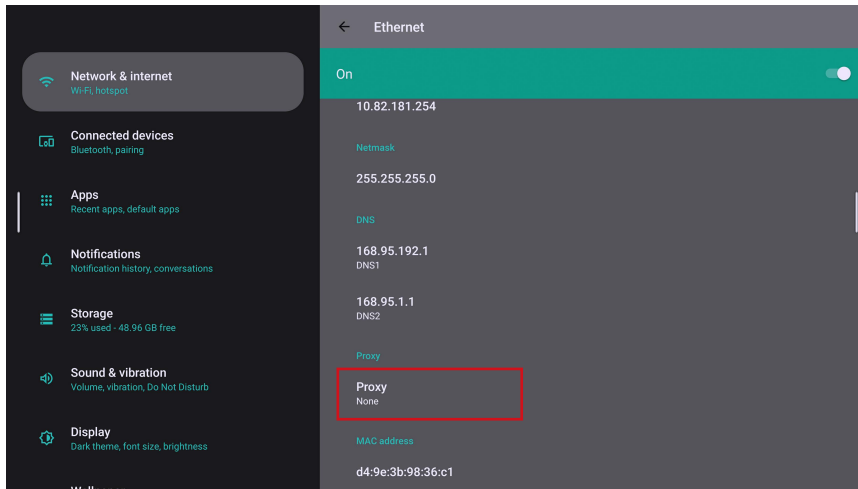 Network & internet
Wi-Fi, hotspot
Connected devices
Bluetooth, pairing
Apps
Recent apps, default apps
Notifications
Notification history, conversations
Storage
23% used - 48.96 GB free
Sound & vibration
Volume, vibration, Do Not Disturb
Display
Dark theme, font size, brightness
Ethernet
On
10.82.181.254
Netmask
255.255.255.0
DNS
168.95.192.1
DNS1
168.95.1.1
DNS2
Proxy
Proxy
None
MAC address
d4:9e:3b:98:36:c1